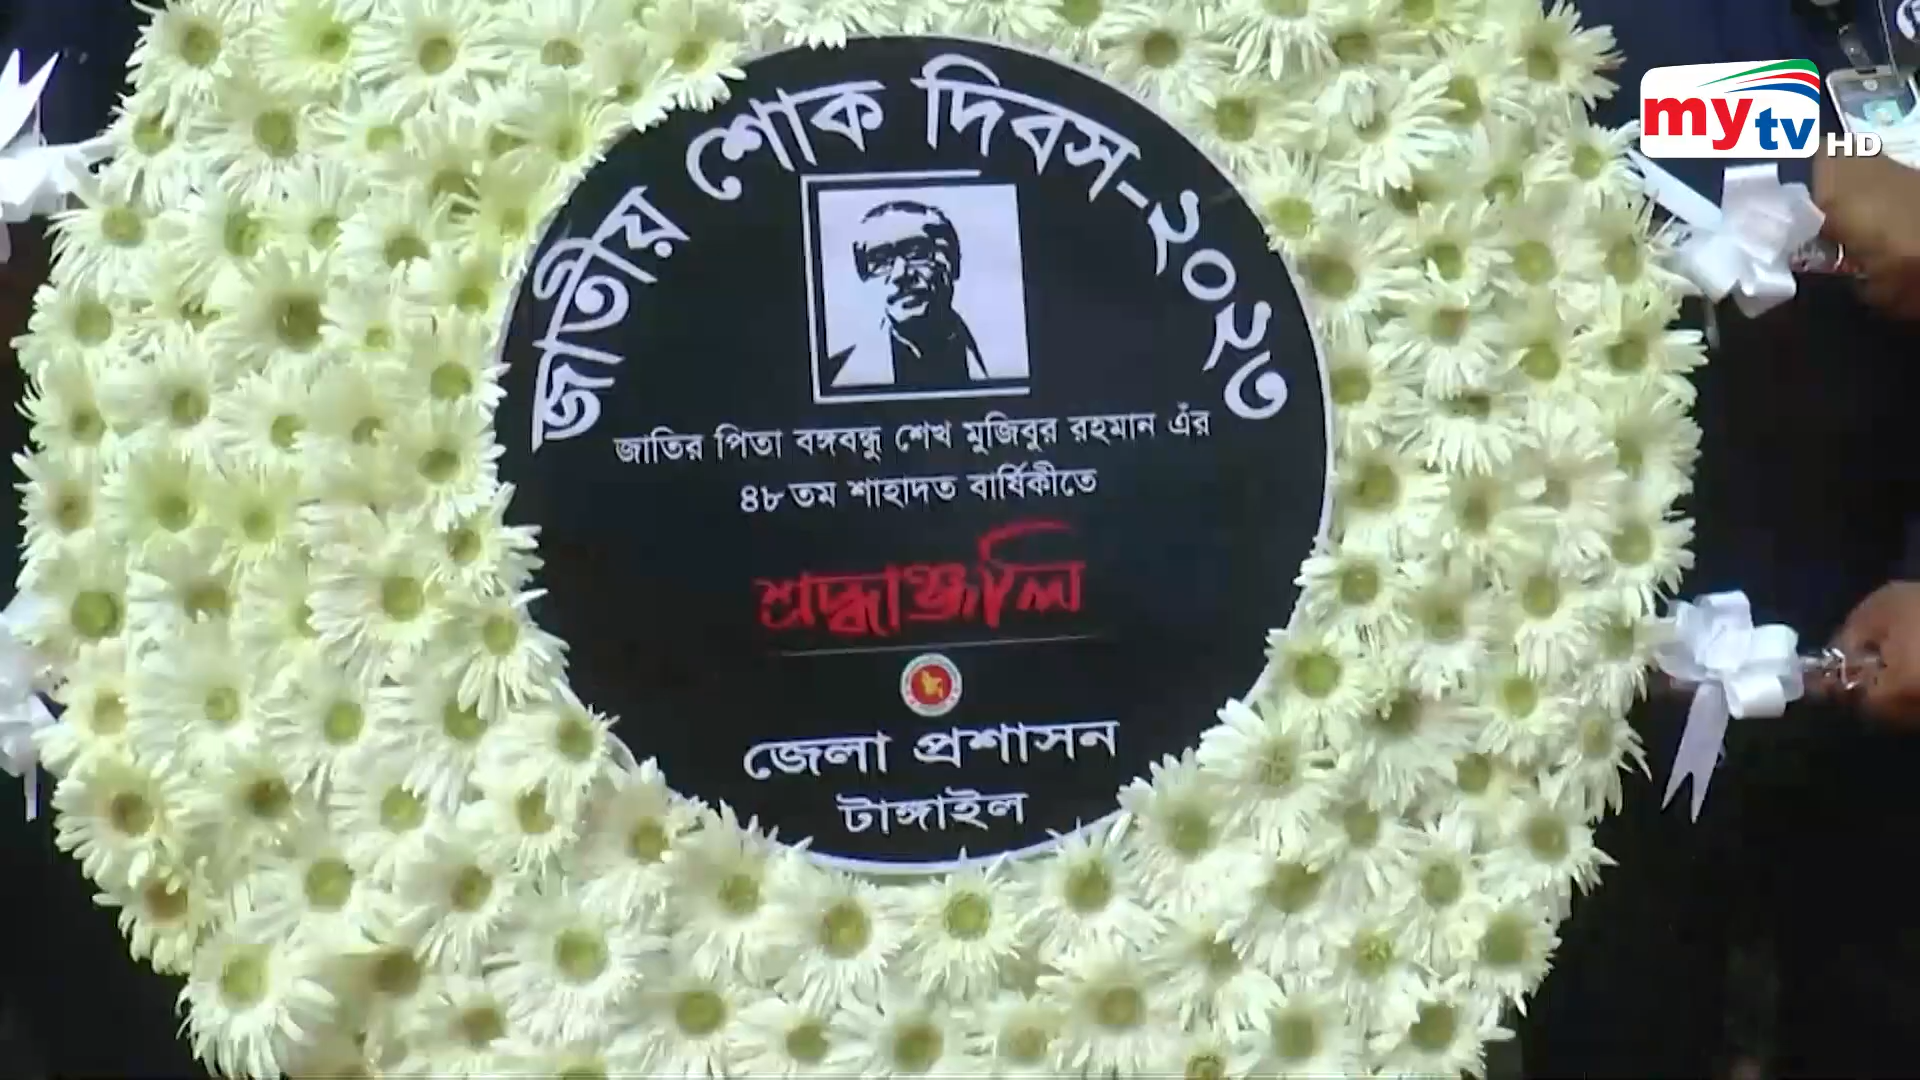 জাতীয় শোক দিবস-২০২৩
জাতির পিতা বঙ্গবন্ধু শেখ মুজিবুর রহমান এঁর
৪৮তম শাহাদত বার্ষিকীতে
শ্রদ্ধাঞ্জলি
জেলা প্রশাসন
টাঙ্গাইল
mytv HD